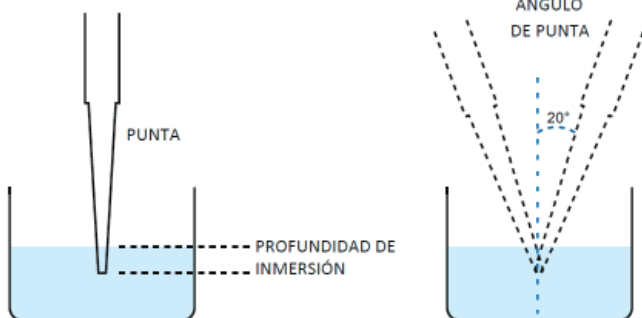 PUNTA
PROFUNDIDAD DE
INMERSIÓN
ÁNGULO
DE PUNTA
20°